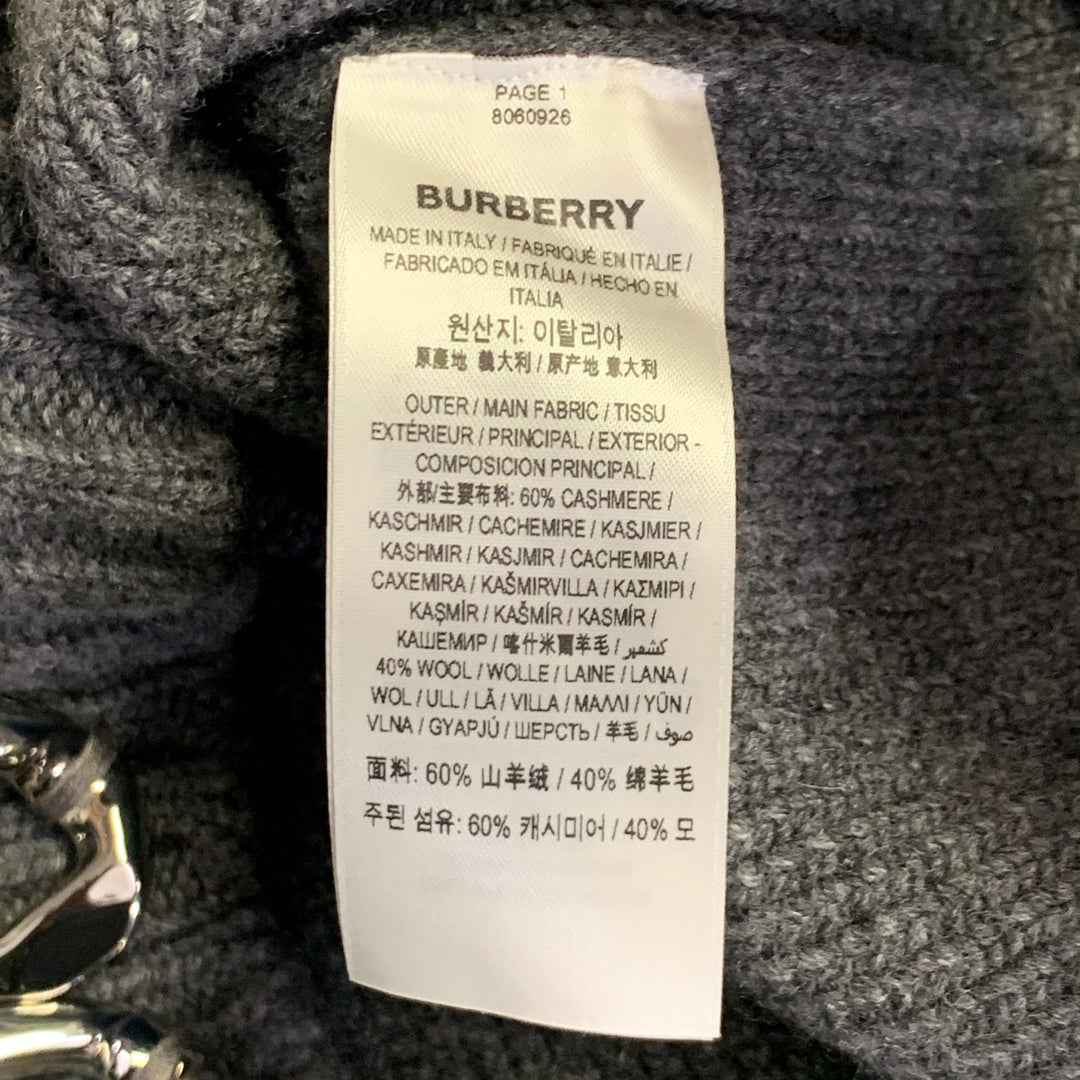 PAGE 1
8060926
BURBERRY
MADE IN ITALY / FABRIQUÉ EN ITALIE /
FABRICADO EM ITÁLIA / HECHO EN
ITALIA
원산지: 이탈리아
原產地 義大利 / 原产地 意大利
OUTER / MAIN FABRIC / TISSU
EXTÉRIEUR / PRINCIPAL / EXTERIOR -
COMPOSICION PRINCIPAL /
外部/主要布料: 60% CASHMERE /
KASCHMIR / CACHEMIRE / KASJMIER /
KASHMIR / KASJMIR / CACHEMIRA /
CAXEMIRA / KAŠMIRVILLA / ΚΑΣΜΙΡΙ /
KAŞMİR / KAŠMÍR / KASMÍR /
КАШЕМИР / 喀什米爾羊毛 / كشمير
40% WOOL / WOLLE / LAINE / LANA /
WOL / ULL / LÃ / VILLA / ΜΑΛΛΙ / YÜN /
VLNA / GYAPJÚ / ШЕРСТЬ / 羊毛 / صوف
面料: 60% 山羊绒 / 40% 绵羊毛
주된 섬유: 60% 캐시미어 / 40% 모